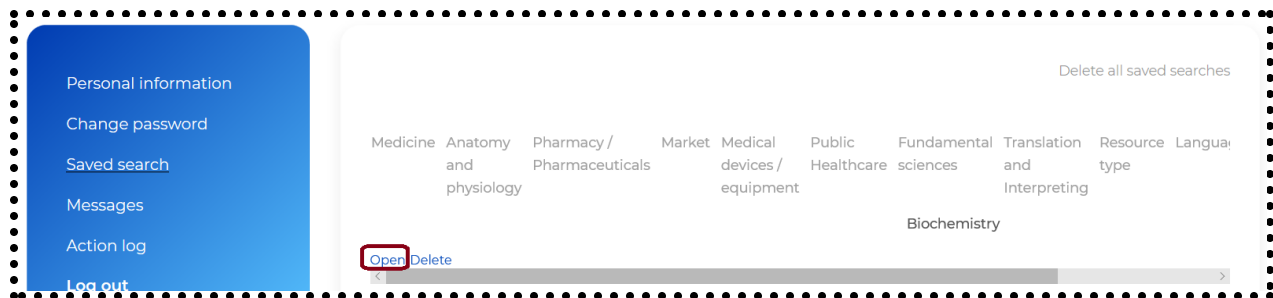 Personal information
Change password
Saved search
Messages
Action log
Log out
Delete all saved searches
Medicine Anatomy and physiology Pharmacy / Pharmaceuticals Market Medical devices / equipment Public Healthcare Fundamental sciences Translation and Interpreting Resource type
Biochemistry
Open Delete